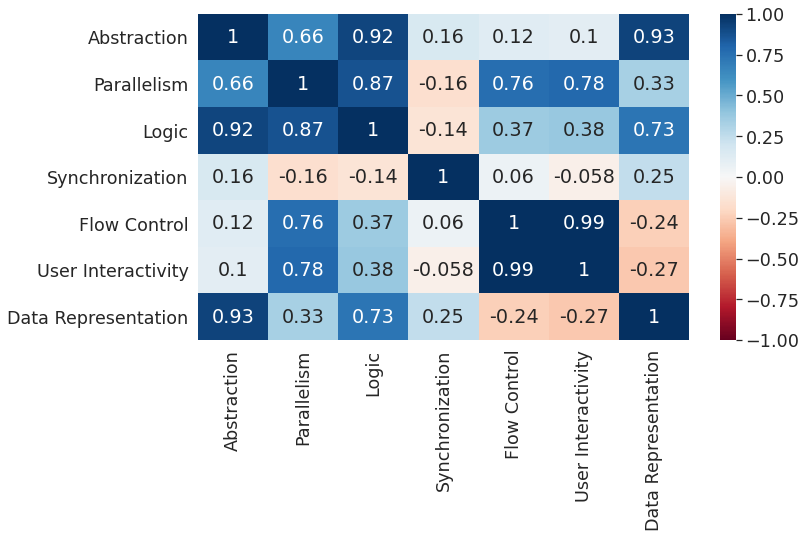 Abstraction 1 0.66 0.92 0.16 0.12 0.1 0.93
Parallelism 0.66 1 0.87 -0.16 0.76 0.78 0.33
Logic 0.92 0.87 1 -0.14 0.37 0.38 0.73
Synchronization 0.16 -0.16 -0.14 1 0.06 -0.058 0.25
Flow Control 0.12 0.76 0.37 0.06 1 0.99 -0.24
User Interactivity 0.1 0.78 0.38 -0.058 0.99 1 -0.27
Data Representation 0.93 0.33 0.73 0.25 -0.24 -0.27 1
Abstraction
Parallelism
Logic
Synchronization
Flow Control
User Interactivity
Data Representation
1.00
0.75
0.50
0.25
0.00
−0.25
−0.50
−0.75
−1.00